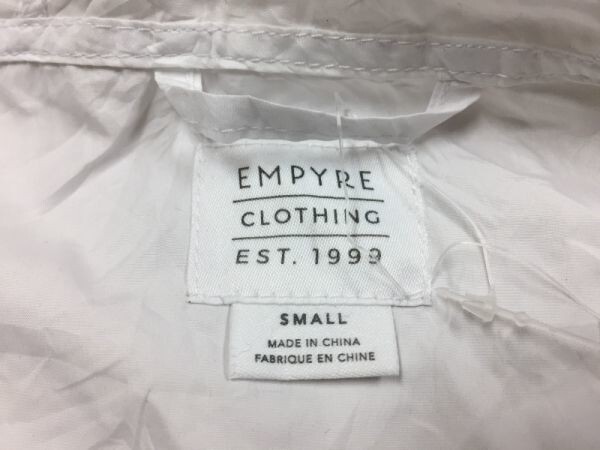 EMPYRE
CLOTHING
EST. 1999
SMALL
MADE IN CHINA
FABRIQUE EN CHINE